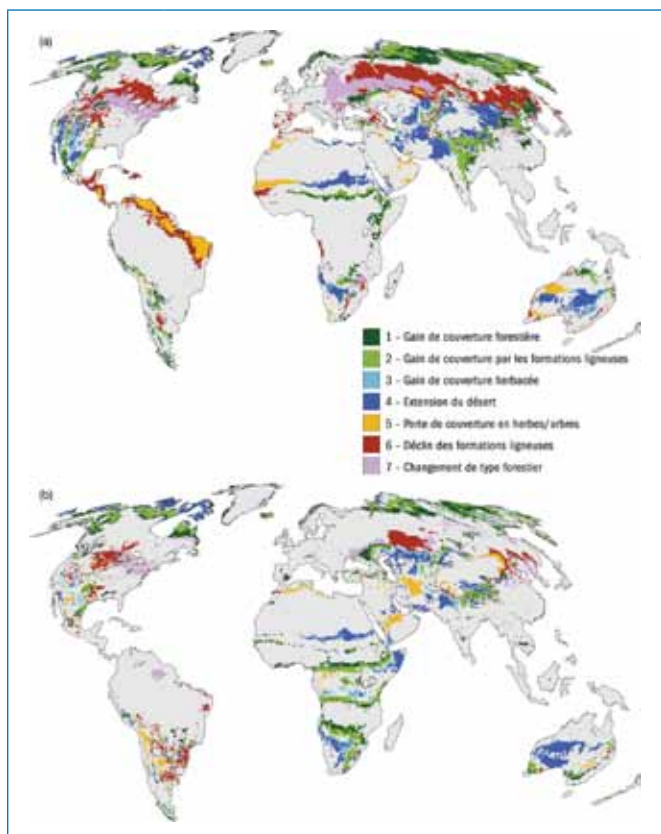 (a)
1 - Gain de couverture forestière
2 - Gain de couverture par les formations ligneuses
3 - Gain de couverture herbacée
4 - Extension du désert
5 - Perte de couverture en herbes/arbres
6 - Déclin des formations ligneuses
7 - Changement de type forestier
(b)